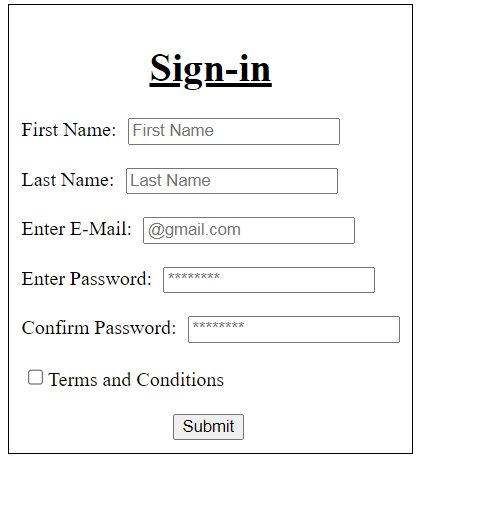 Sign-in
First Name: First Name
Last Name: Last Name
Enter E-Mail: @gmail.com
Enter Password: ********
Confirm Password: ********
Terms and Conditions
Submit